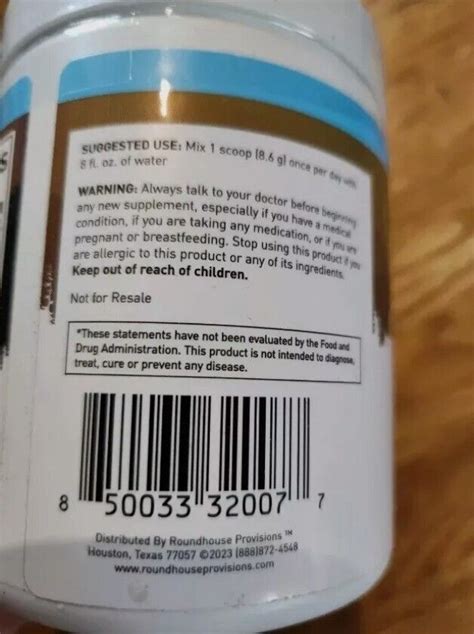 SUGGESTED USE: Mix 1 scoop (8.6 g) once per day with
8 fl. oz. of water
WARNING: Always talk to your doctor before beginning
any new supplement, especially if you have a medical
condition, if you are taking any medication, or if you are
pregnant or breastfeeding. Stop using this product if you
are allergic to this product or any of its ingredients.
Keep out of reach of children.
Not for Resale
*These statements have not been evaluated by the Food and
Drug Administration. This product is not intended to diagnose,
treat, cure or prevent any disease.
8 50033 32007 7
Distributed By Roundhouse Provisions ™
Houston, Texas 77057 ©2023 (888)872-4548
www.roundhouseprovisions.com